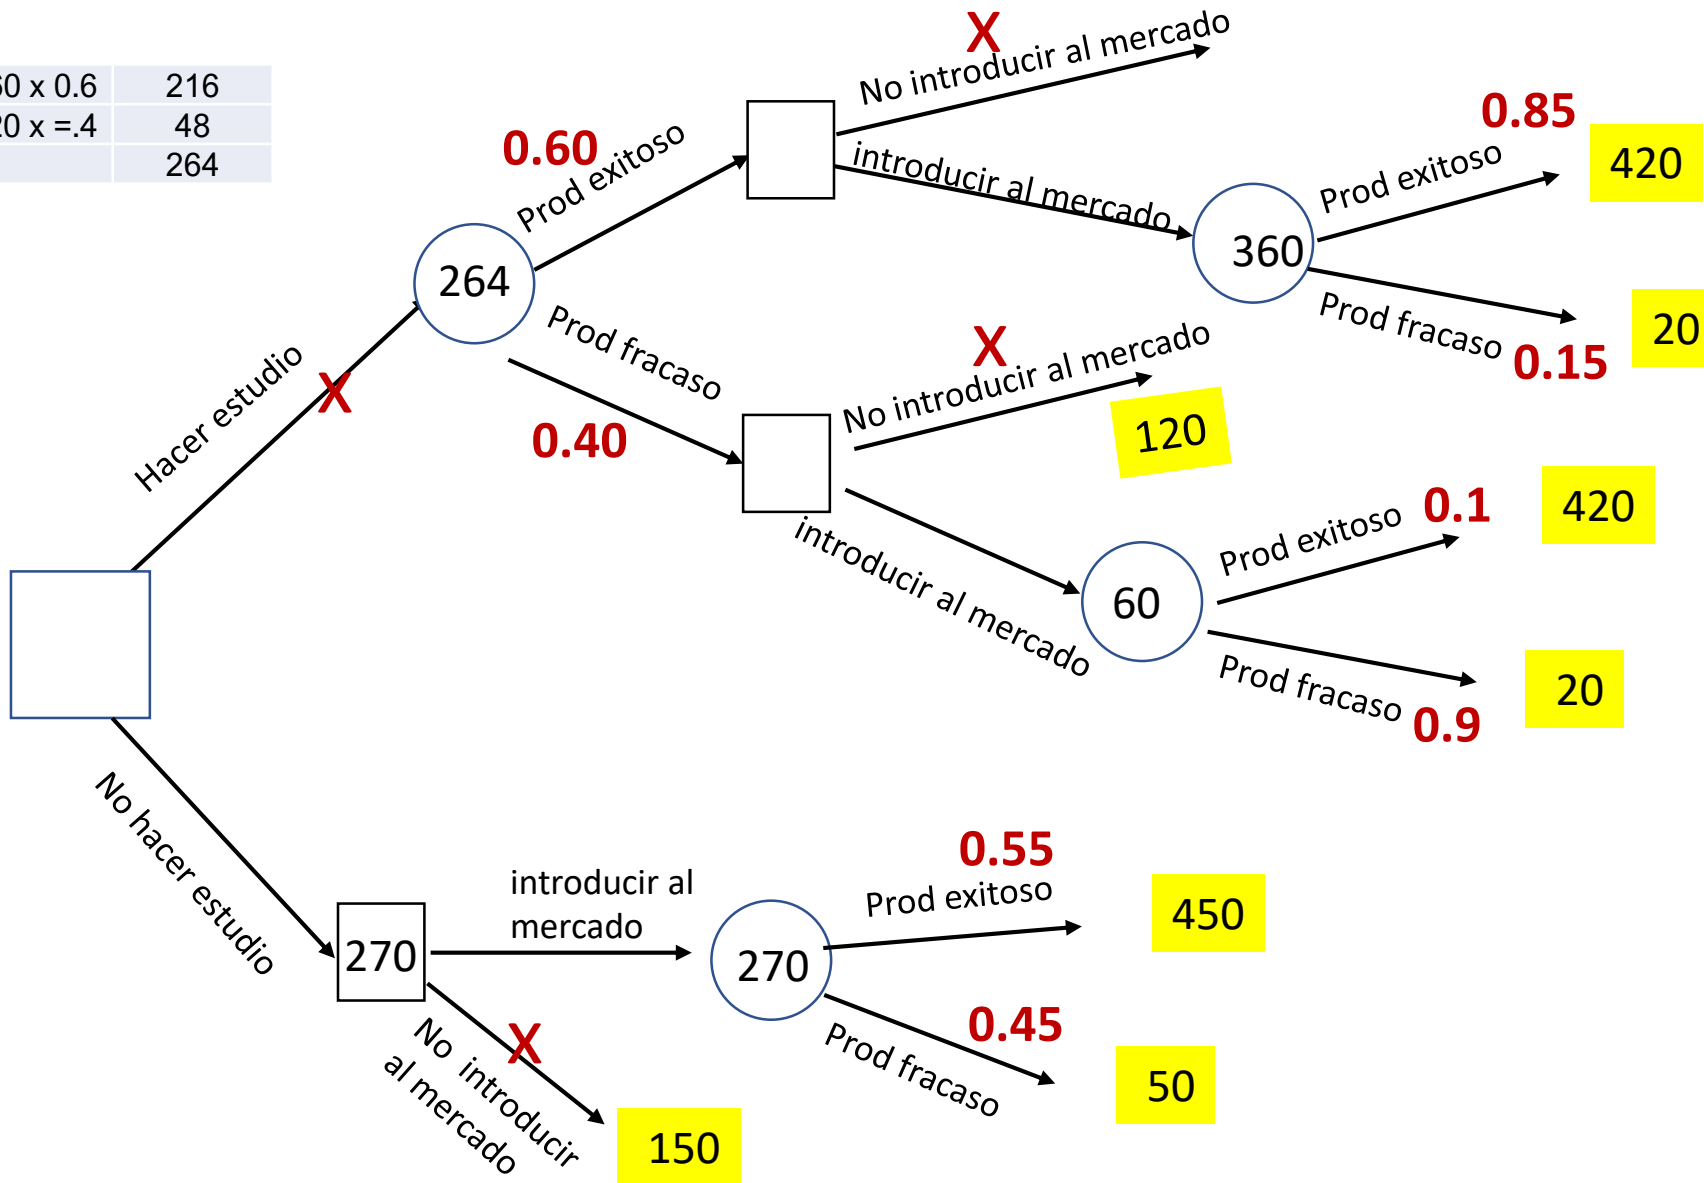 60 x 0.6 216
20 x =.4 48
264
X
No introducir al mercado
0.60
Prod exitoso
introducir al mercado
0.85
Prod exitoso
420
360
264
Prod fracaso
20
0.15
Hacer estudio
X
Prod fracaso
0.40
X
No introducir al mercado
120
introducir al mercado
0.1
Prod exitoso
420
60
Prod fracaso
0.9
20
No hacer estudio
270
introducir al
mercado
270
0.55
Prod exitoso
450
0.45
Prod fracaso
50
X
No introducir
al mercado
150